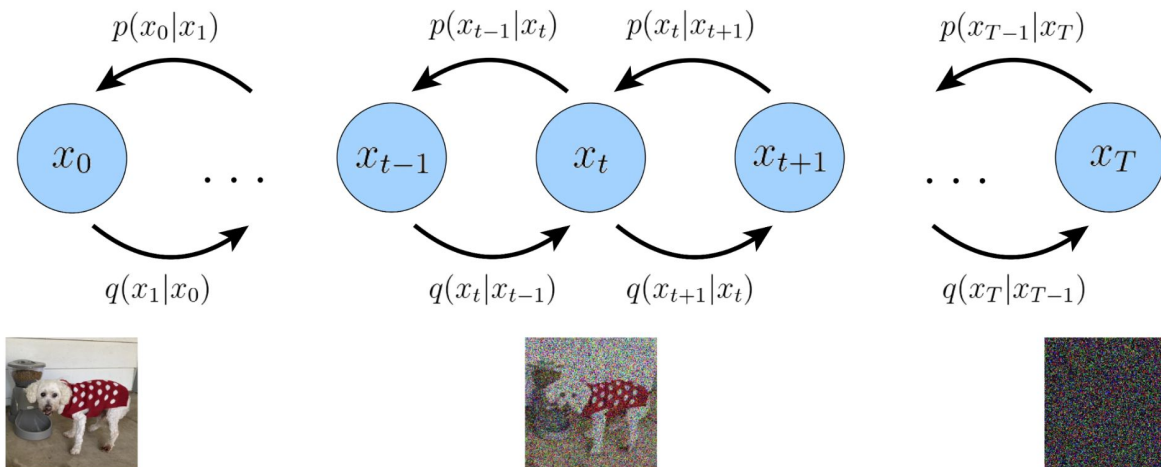 p(x_0|x_1) p(x_{t-1}|x_t) p(x_t|x_{t+1}) p(x_{T-1}|x_T)
x_0 . . . x_{t-1} x_t x_{t+1} . . . x_T
q(x_1|x_0) q(x_t|x_{t-1}) q(x_{t+1}|x_t) q(x_T|x_{T-1})